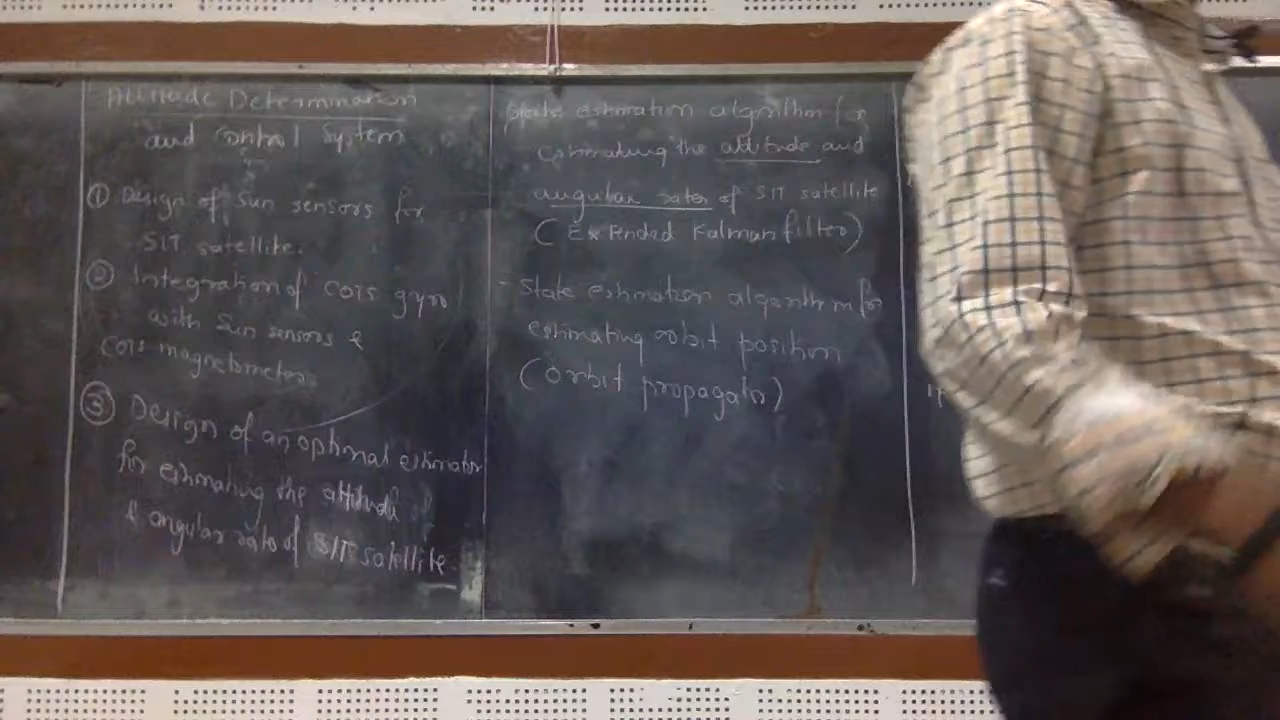 Attitude Determination
and Control System
① Design of Sun sensors for
SIT satellite.
② Integration of COTS gyro
with Sun sensors &
COTS magnetometers
③ Design of an optimal estimator
for estimating the attitude
& angular rate of SIT satellite.
State estimation algorithm for
estimating the attitude and
angular rates of SIT satellite
(Extended Kalman filter)
- State estimation algorithm for
estimating orbit position
(Orbit propagator)